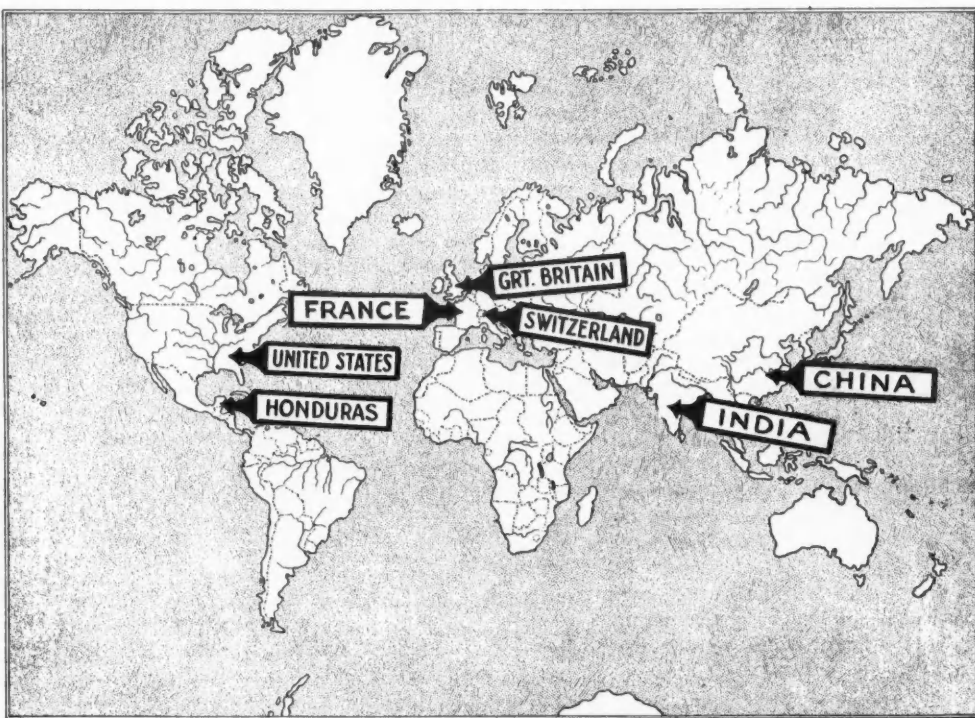 GRT. BRITAIN
FRANCE
SWITZERLAND
UNITED STATES
CHINA
HONDURAS
INDIA